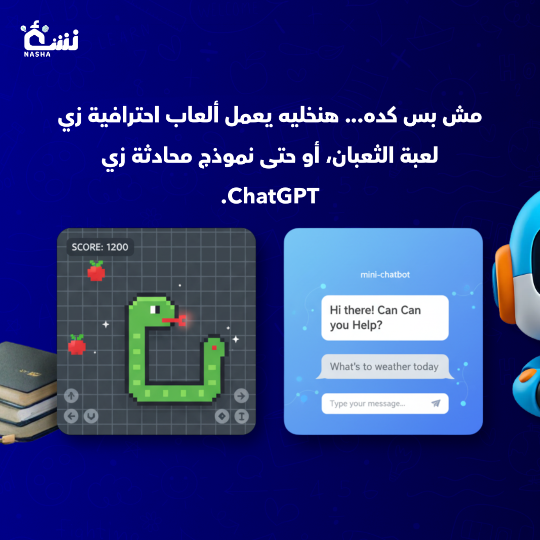 نشأ
NASHA
مش بس كده... هنخليه يعمل ألعاب احترافية زي
لعبة الثعبان، أو حتى نموذج محادثة زي
ChatGPT.
SCORE: 1200
mini-chatbot
Hi there! Can Can
you Help?
What's to weather today
Type your message...